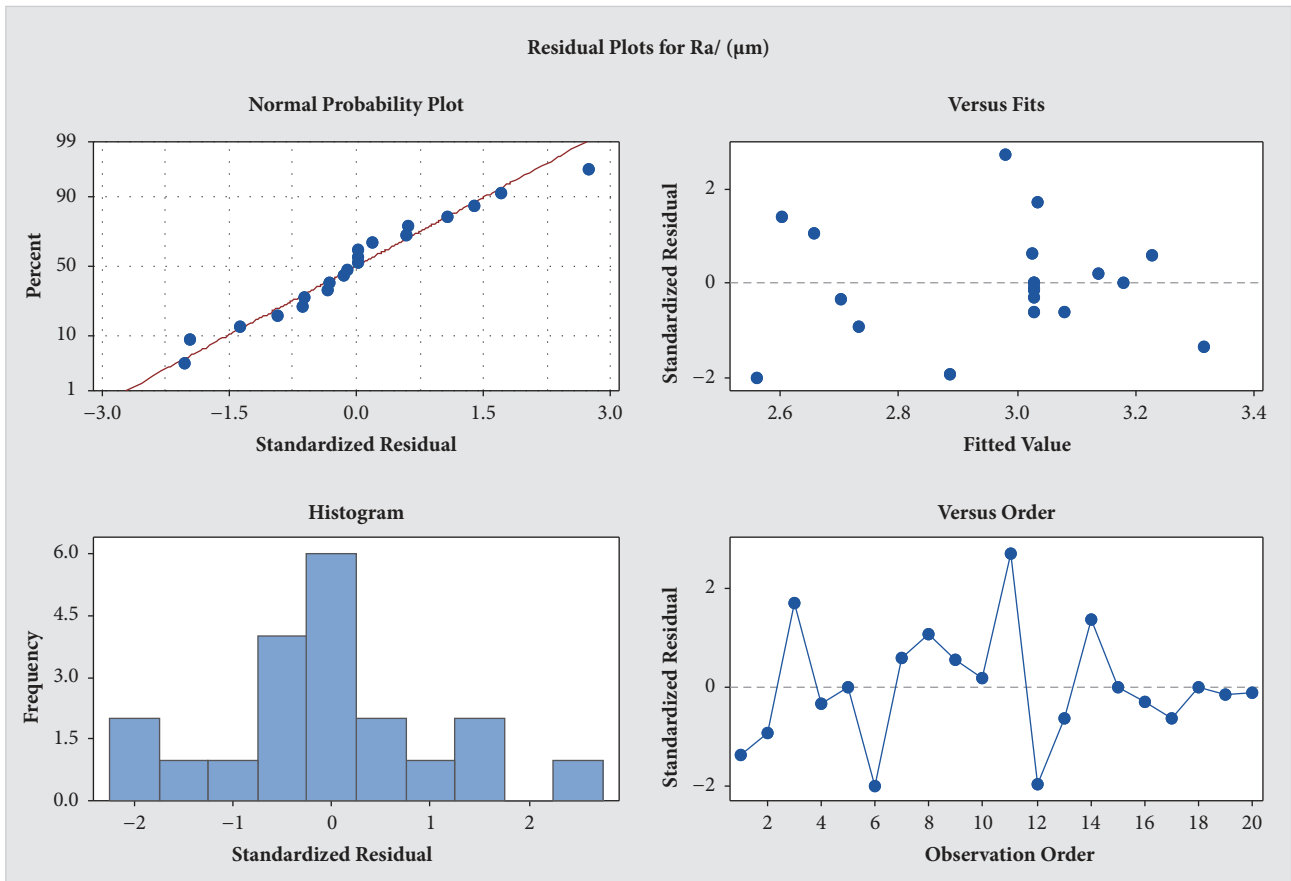 Residual Plots for Ra/ (µm)
Normal Probability Plot
99
90
50
10
1
Percent
−3.0 −1.5 0.0 1.5 3.0
Standardized Residual
Versus Fits
2
0
−2
Standardized Residual
2.6 2.8 3.0 3.2 3.4
Fitted Value
Histogram
6.0
4.5
3.0
1.5
0.0
Frequency
−2 −1 0 1 2
Standardized Residual
Versus Order
2
0
−2
Standardized Residual
2 4 6 8 10 12 14 16 18 20
Observation Order